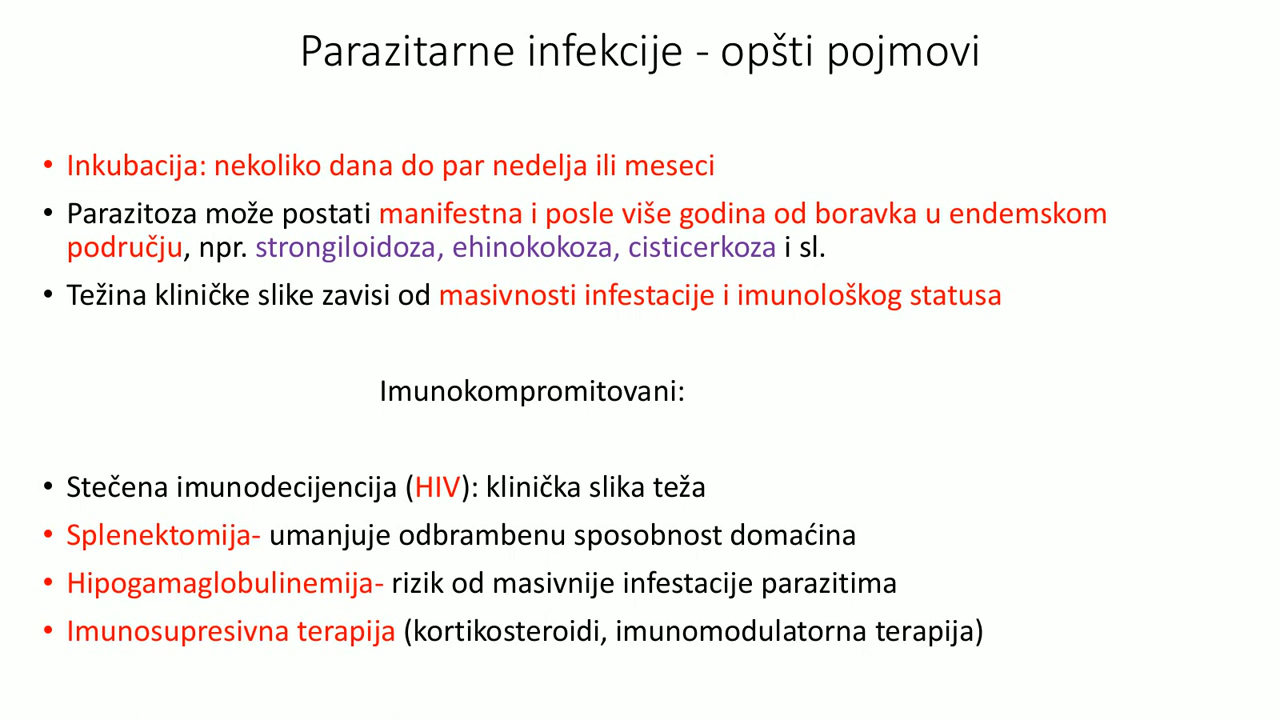 Parazitarne infekcije - opšti pojmovi
• Inkubacija: nekoliko dana do par nedelja ili meseci
• Parazitoza može postati manifestna i posle više godina od boravka u endemskom
području, npr. strongiloidoza, ehinokokoza, cisticerkoza i sl.
• Težina kliničke slike zavisi od masivnosti infestacije i imunološkog statusa
Imunokompromitovani:
• Stečena imunodecijencija (HIV): klinička slika teža
• Splenektomija- umanjuje odbrambenu sposobnost domaćina
• Hipogamaglobulinemija- rizik od masivnije infestacije parazitima
• Imunosupresivna terapija (kortikosteroidi, imunomodulatorna terapija)